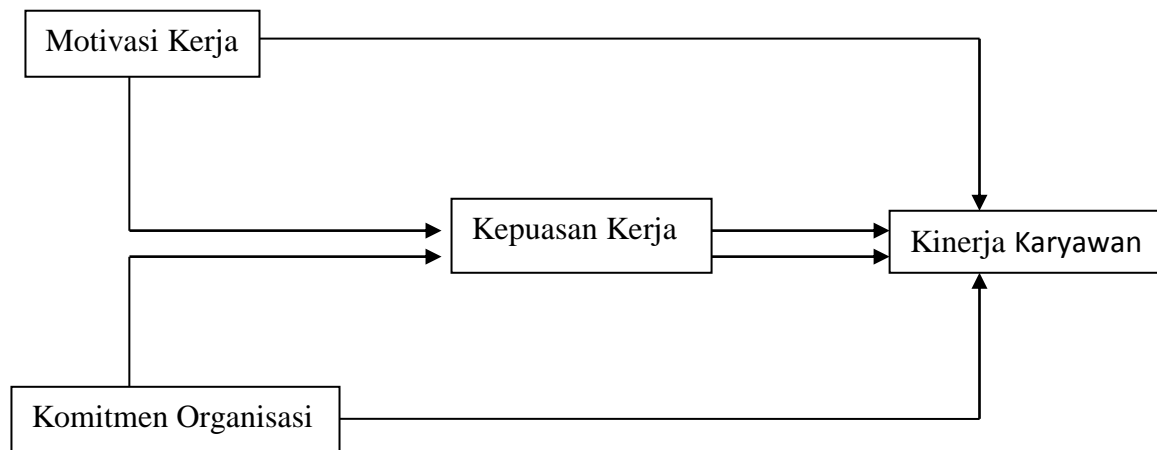 Motivasi Kerja
Kepuasan Kerja
Kinerja Karyawan
Komitmen Organisasi